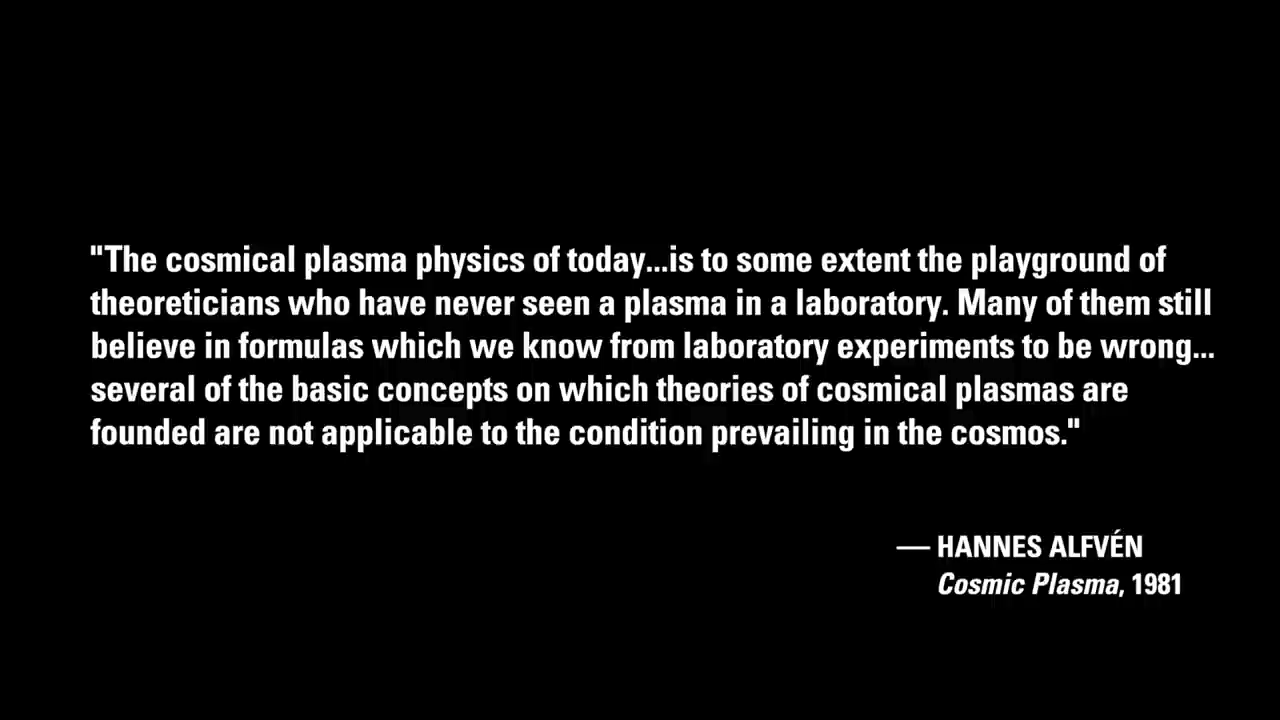 "The cosmical plasma physics of today...is to some extent the playground of
theoreticians who have never seen a plasma in a laboratory. Many of them still
believe in formulas which we know from laboratory experiments to be wrong...
several of the basic concepts on which theories of cosmical plasmas are
founded are not applicable to the condition prevailing in the cosmos."
— HANNES ALFVÉN
Cosmic Plasma, 1981